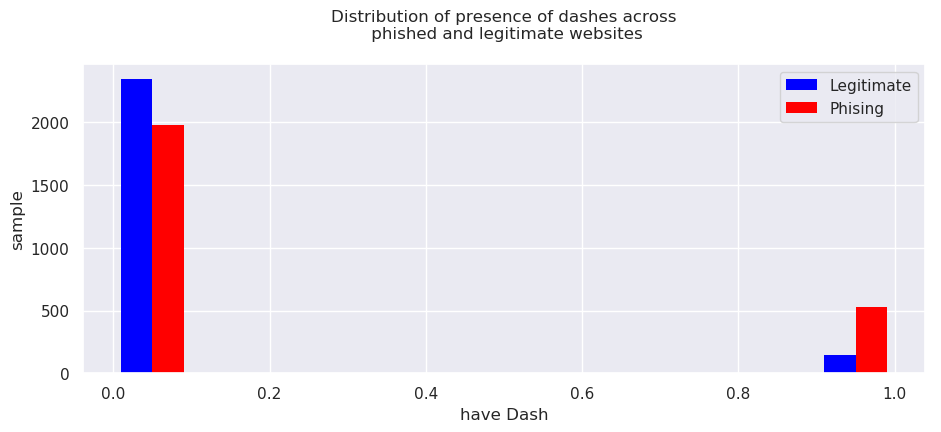 Distribution of presence of dashes across
phished and legitimate websites
Legitimate
Phising
sample
2000
1500
1000
500
0
0.0 0.2 0.4 0.6 0.8 1.0
have Dash